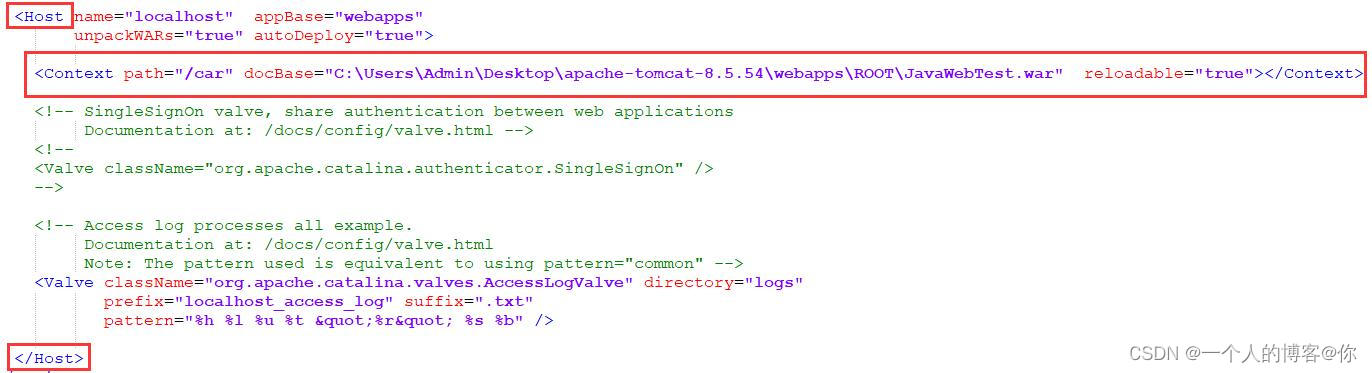 <Host name="localhost"  appBase="webapps"
unpackWARs="true" autoDeploy="true">
<Context path="/car" docBase="C:\Users\Admin\Desktop\apache-tomcat-8.5.54\webapps\ROOT\JavaWebTest.war"  reloadable="true"></Context>
<!-- SingleSignOn valve, share authentication between web applications
Documentation at: /docs/config/valve.html -->
<!--
<Valve className="org.apache.catalina.authenticator.SingleSignOn" />
-->
<!-- Access log processes all example.
Documentation at: /docs/config/valve.html
Note: The pattern used is equivalent to using pattern="common" -->
<Valve className="org.apache.catalina.valves.AccessLogValve" directory="logs"
prefix="localhost_access_log" suffix=".txt"
pattern="%h %l %u %t &quot;%r&quot; %s %b" />
</Host>
CSDN @一个人的博客@你